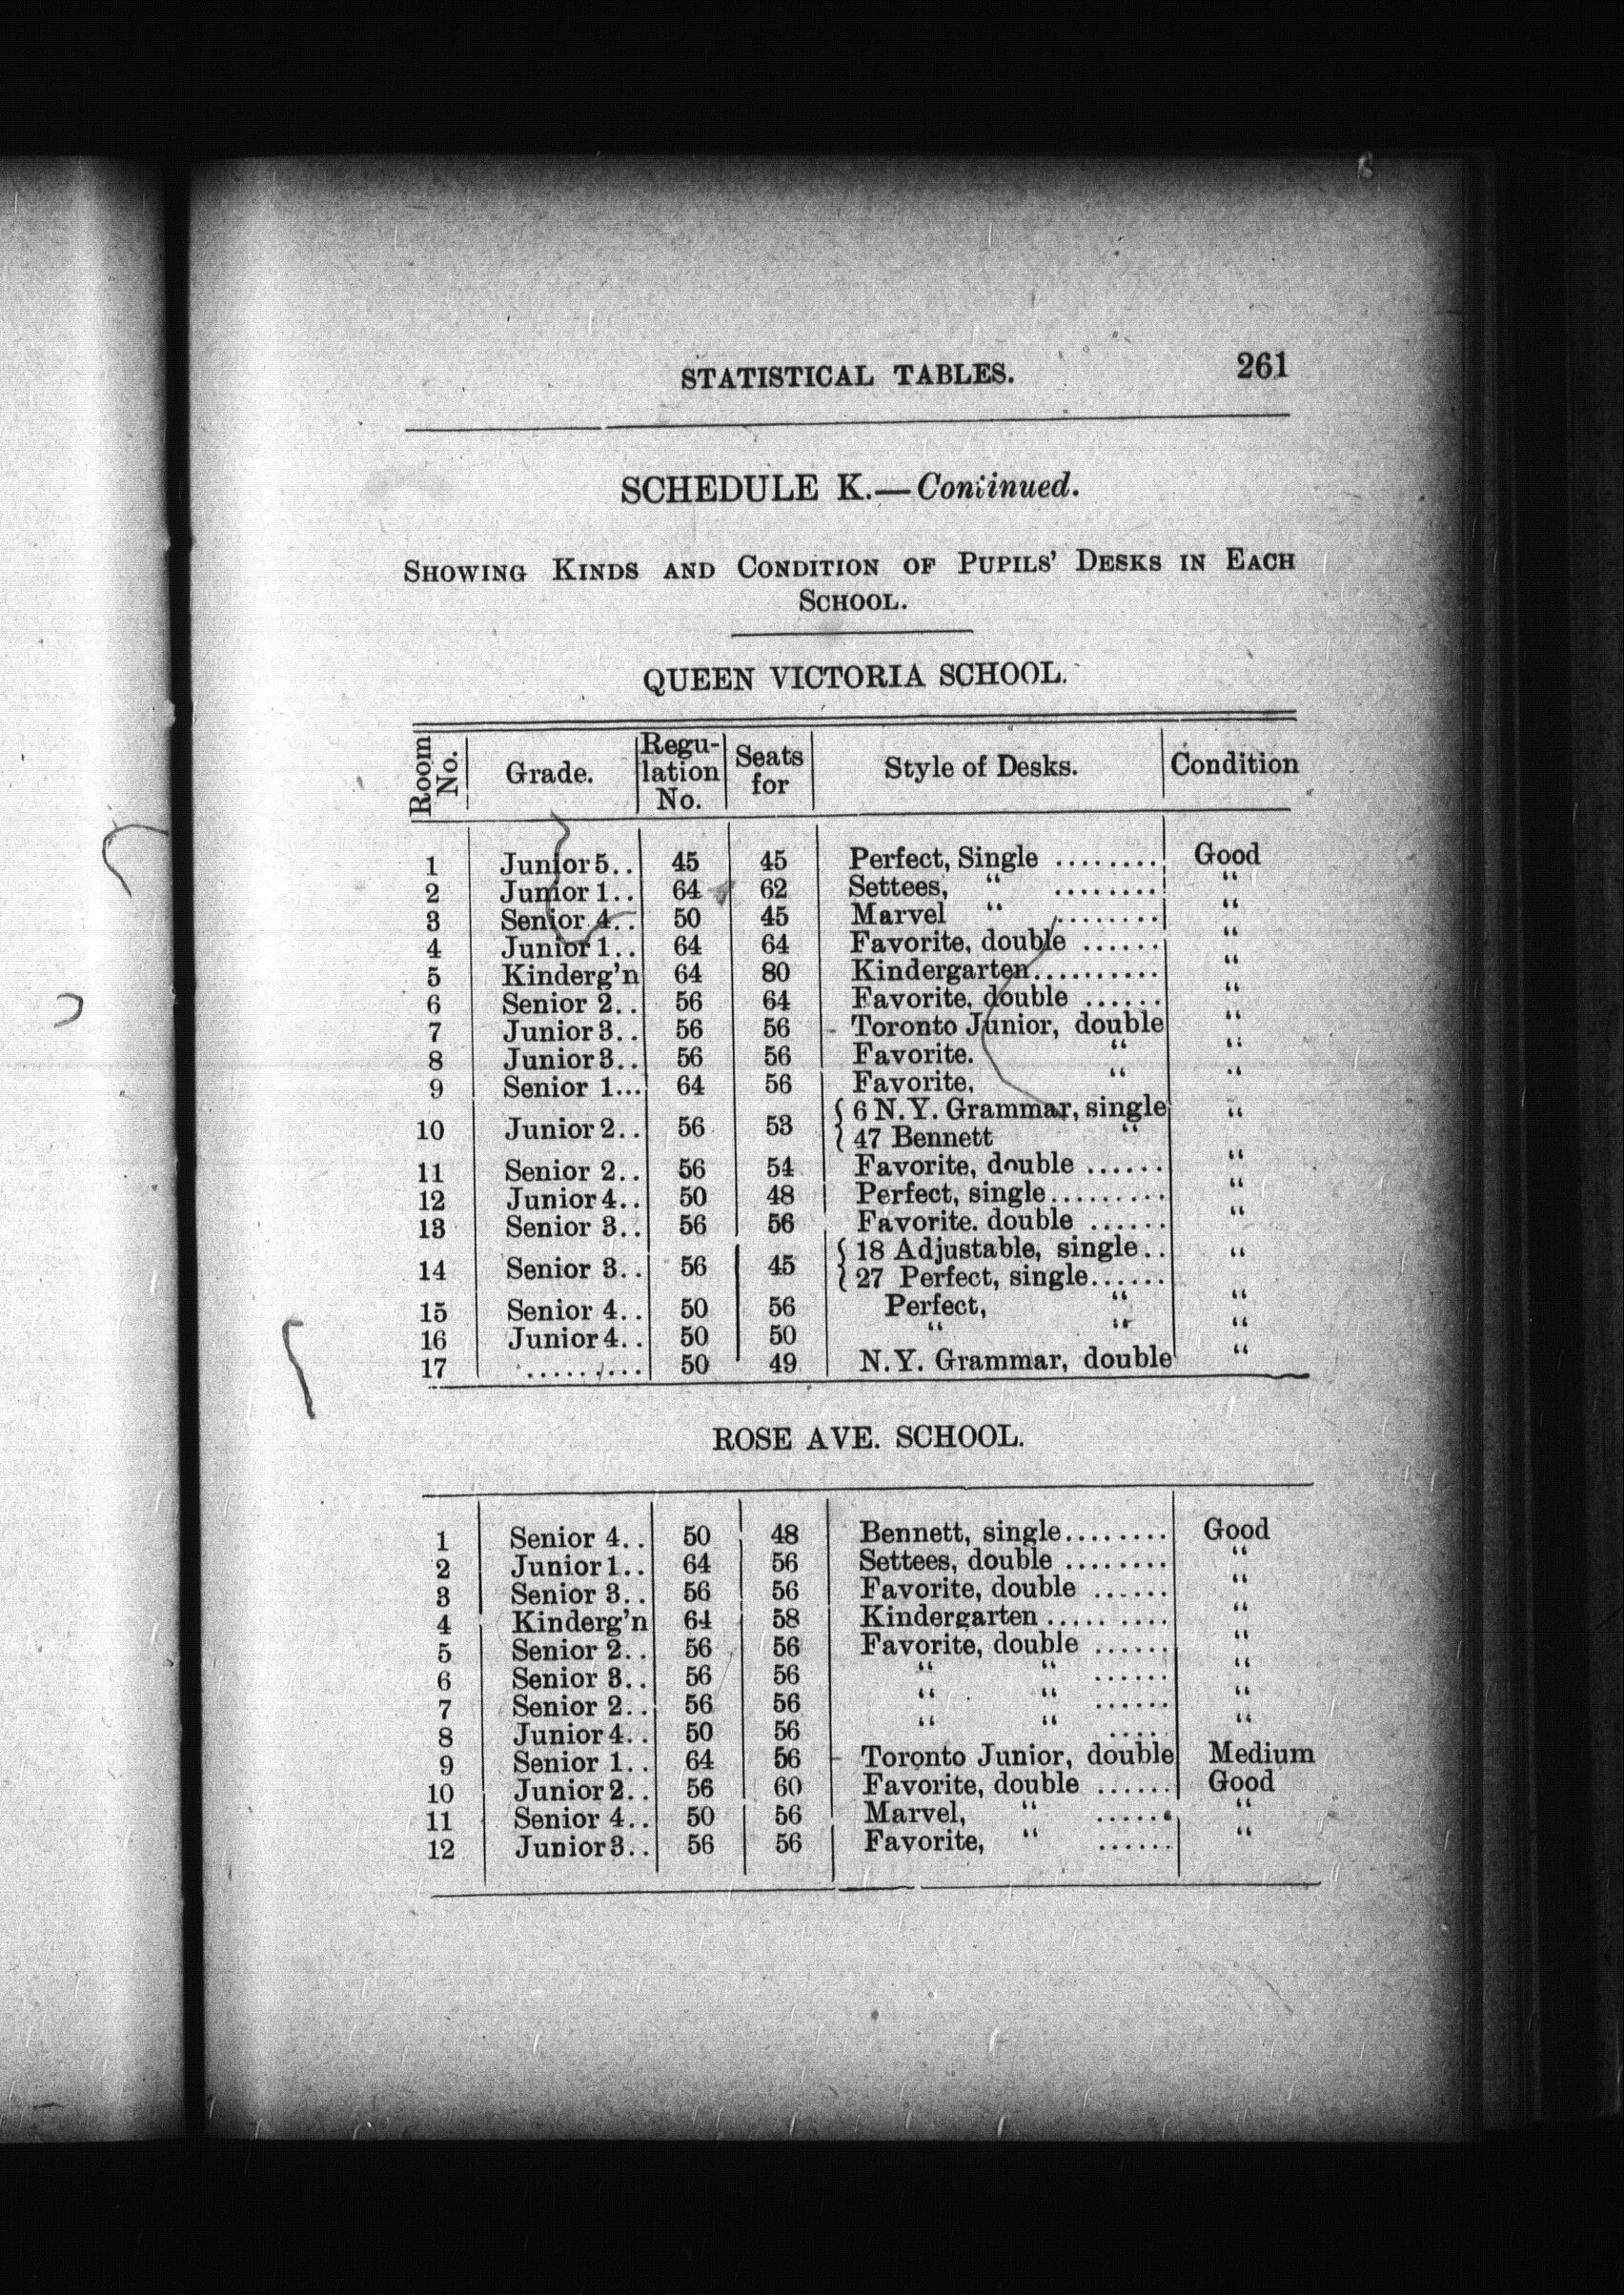 STATISTICAL TABLES. 261
SCHEDULE K.—Continued.
SHOWING KINDS AND CONDITION OF PUPILS' DESKS IN EACH
SCHOOL.
QUEEN VICTORIA SCHOOL.
Room No. Grade. Regu-lation No. Seats for Style of Desks. Condition
1 Junior 5.. 45 45 Perfect, Single ........ Good
2 Junior 1.. 64 62 Settees, “ ........ “
3 Senior 4.. 50 45 Marvel “ ........ “
4 Junior 1.. 64 64 Favorite, double ...... “
5 Kinderg'n 64 80 Kindergarten.......... “
6 Senior 2.. 56 64 Favorite. double ...... “
7 Junior 3.. 56 56 Toronto Junior, double “
8 Junior 3.. 56 56 Favorite. “ “
9 Senior 1... 64 56 Favorite, “ “
10 Junior 2.. 56 53 { 6 N.Y. Grammar, single “
{ 47 Bennett “
11 Senior 2.. 56 54 Favorite, double ...... “
12 Junior 4.. 50 48 Perfect, single......... “
13 Senior 3.. 56 56 Favorite. double ...... “
14 Senior 3.. 56 45 { 18 Adjustable, single.. “
{ 27 Perfect, single......
15 Senior 4.. 50 56 Perfect, “ “
16 Junior 4.. 50 50 “ “ “
17 .......... 50 49 N.Y. Grammar, double “
ROSE AVE. SCHOOL.
1 Senior 4.. 50 48 Bennett, single........ Good
2 Junior 1.. 64 56 Settees, double ........ “
3 Senior 3.. 56 56 Favorite, double ...... “
4 Kinderg'n 64 58 Kindergarten ......... “
5 Senior 2.. 56 56 Favorite, double ...... “
6 Senior 3.. 56 56 “ “ ...... “
7 Senior 2.. 56 56 “ “ ...... “
8 Junior 4.. 50 56 “ “ ..... “
9 Senior 1.. 64 56 Toronto Junior, double Medium
10 Junior 2.. 56 60 Favorite, double ...... Good
11 Senior 4.. 50 56 Marvel, “ ...... “
12 Junior 3.. 56 56 Favorite, “ ...... “